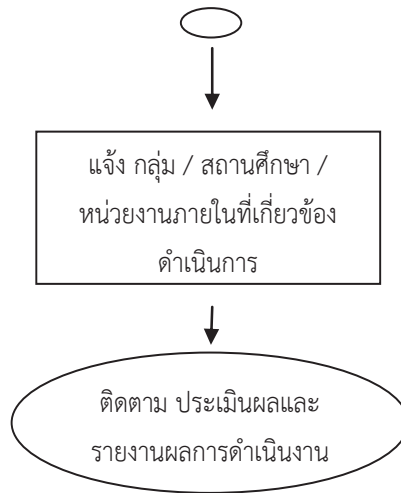 แจ้ง กลุ่ม / สถานศึกษา /
หน่วยงานภายในที่เกี่ยวข้อง
ดำเนินการ
ติดตาม ประเมินผลและ
รายงานผลการดำเนินงาน